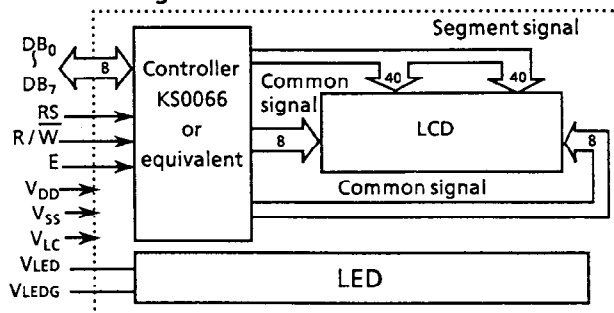 Segment signal
DB0
DB7
8
Controller
KS0066
or
equivalent
40
40
Common
signal
8
LCD
8
RS
R / W̅
E
VDD
VSS
VLC
Common signal
VLED
VLEDG
LED